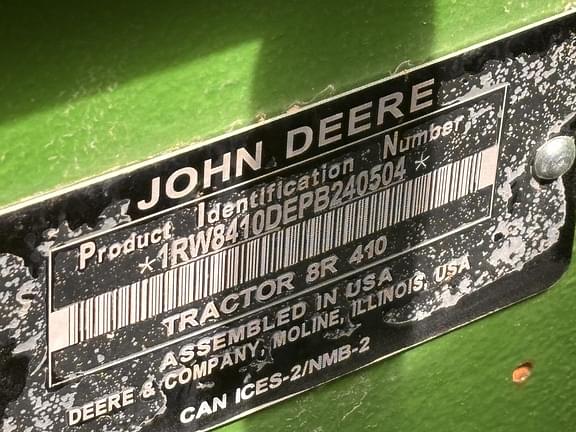 JOHN DEERE
Product Identification Number
*1RW8410DEPB240504*
TRACTOR 8R 410
ASSEMBLED IN USA
DEERE & COMPANY, MOLINE, ILLINOIS, USA
CAN ICES-2/NMB-2